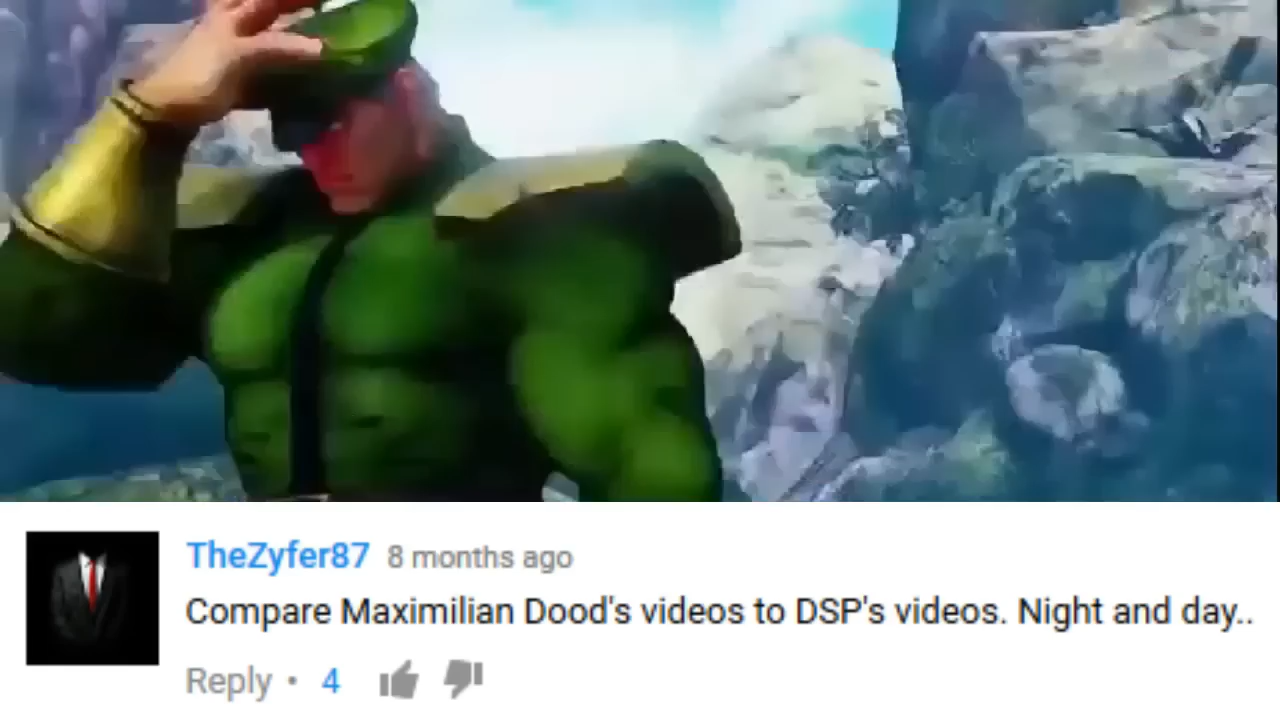 TheZyfer87 8 months ago
Compare Maximilian Dood's videos to DSP's videos. Night and day..
Reply • 4